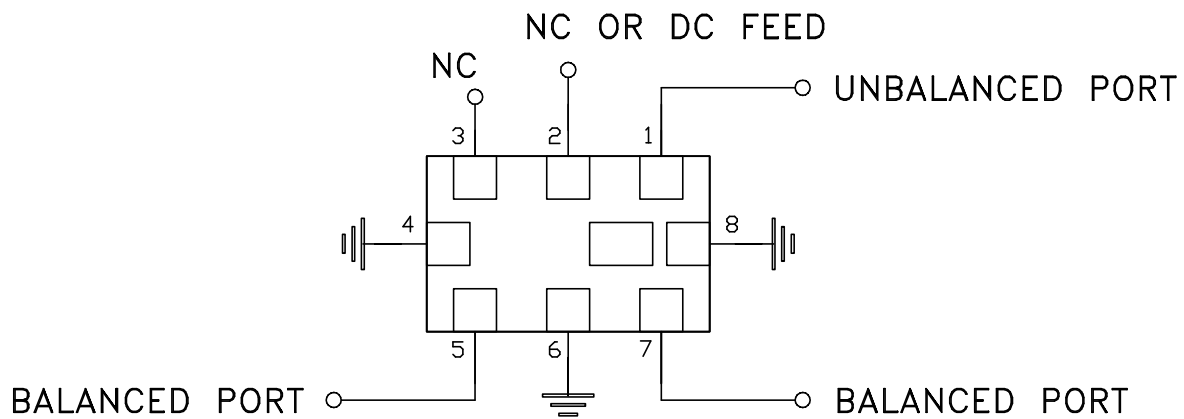 NC OR DC FEED
NC
UNBALANCED PORT
3 2 1
4 8
5 6 7
BALANCED PORT BALANCED PORT